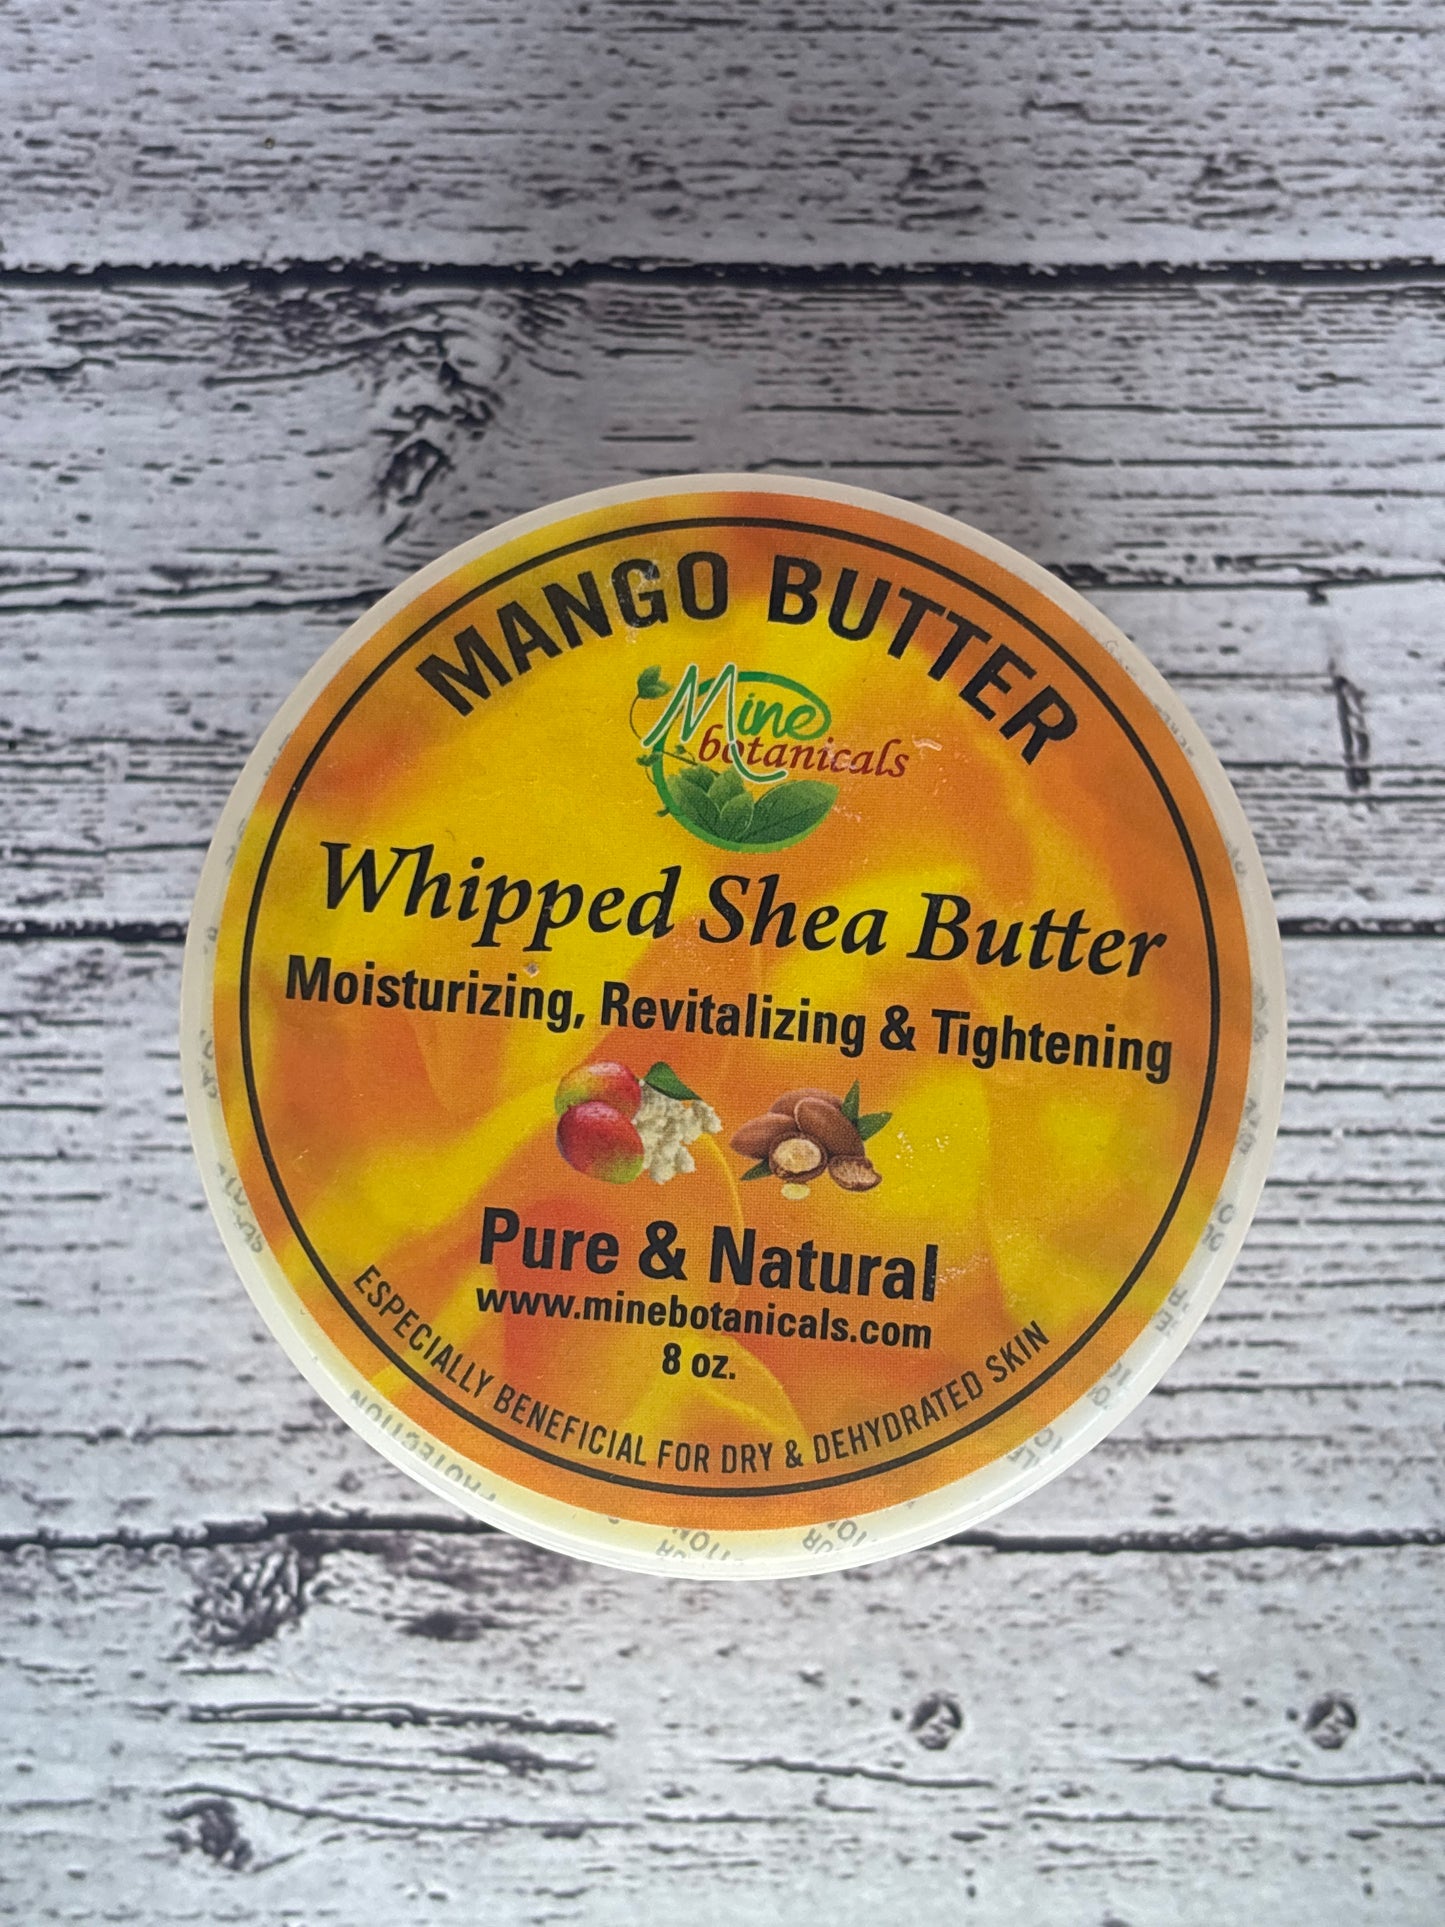 MANGO BUTTER
Mine
botanicals
Whipped Shea Butter
Moisturizing, Revitalizing & Tightening
Pure & Natural
www.minebotanicals.com
8 oz.
ESPECIALLY BENEFICIAL FOR DRY & DEHYDRATED SKIN
PROTECTION